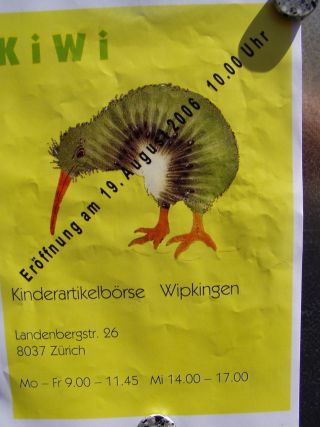 KiWi
Eröffnung am 19. August 2006 10.00 Uhr
Kinderartikelbörse Wipkingen
Landenbergstr. 26
8037 Zürich
Mo – Fr 9.00 – 11.45 Mi 14.00 – 17.00